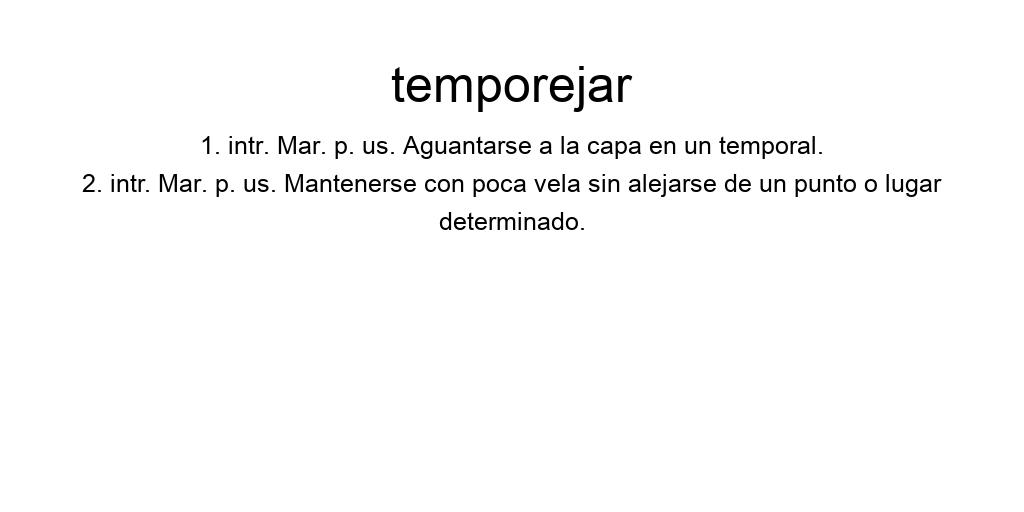 temporejar
1. intr. Mar. p. us. Aguantarse a la capa en un temporal.
2. intr. Mar. p. us. Mantenerse con poca vela sin alejarse de un punto o lugar
determinado.